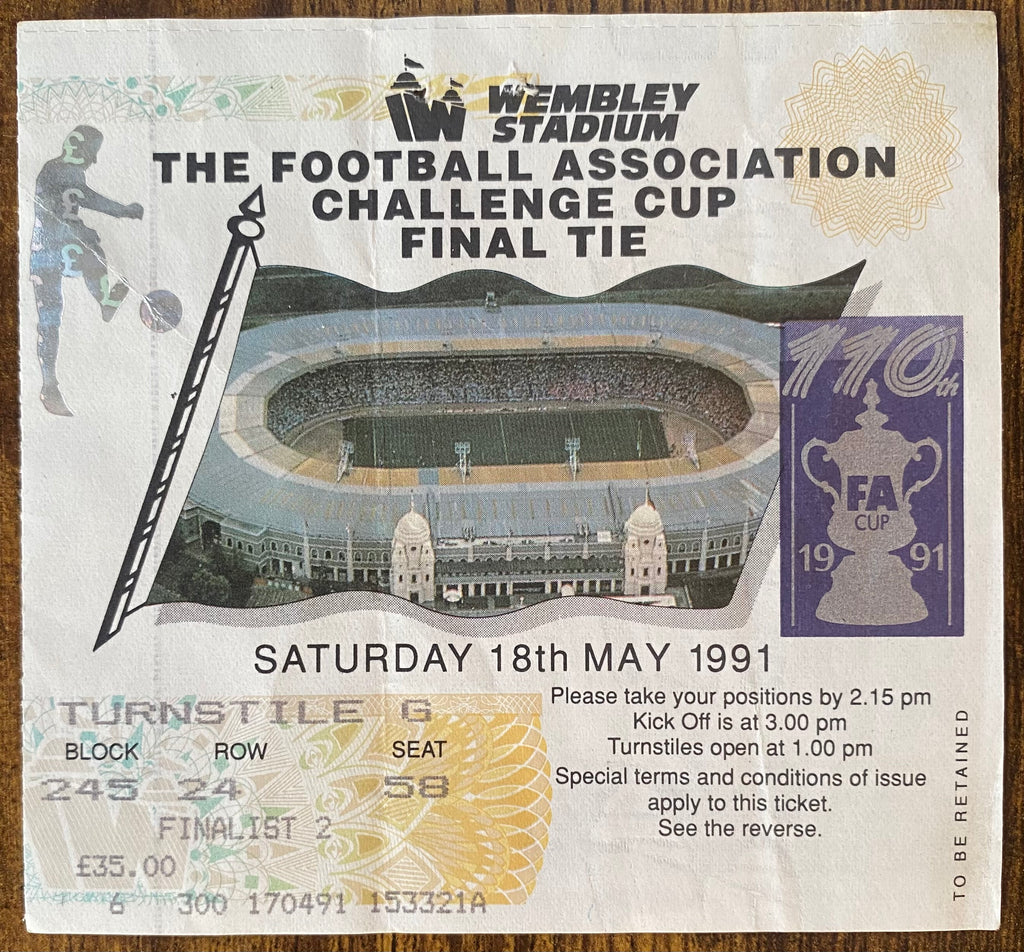 WEMBLEY
STADIUM
THE FOOTBALL ASSOCIATION
CHALLENGE CUP
FINAL TIE
110th
FA
CUP
19 91
SATURDAY 18th MAY 1991
TURNSTILE G
BLOCK ROW SEAT
245 24 58
FINALIST 2
£35.00
6 300 170491 153321A
Please take your positions by 2.15 pm
Kick Off is at 3.00 pm
Turnstiles open at 1.00 pm
Special terms and conditions of issue
apply to this ticket.
See the reverse.
TO BE RETAINED